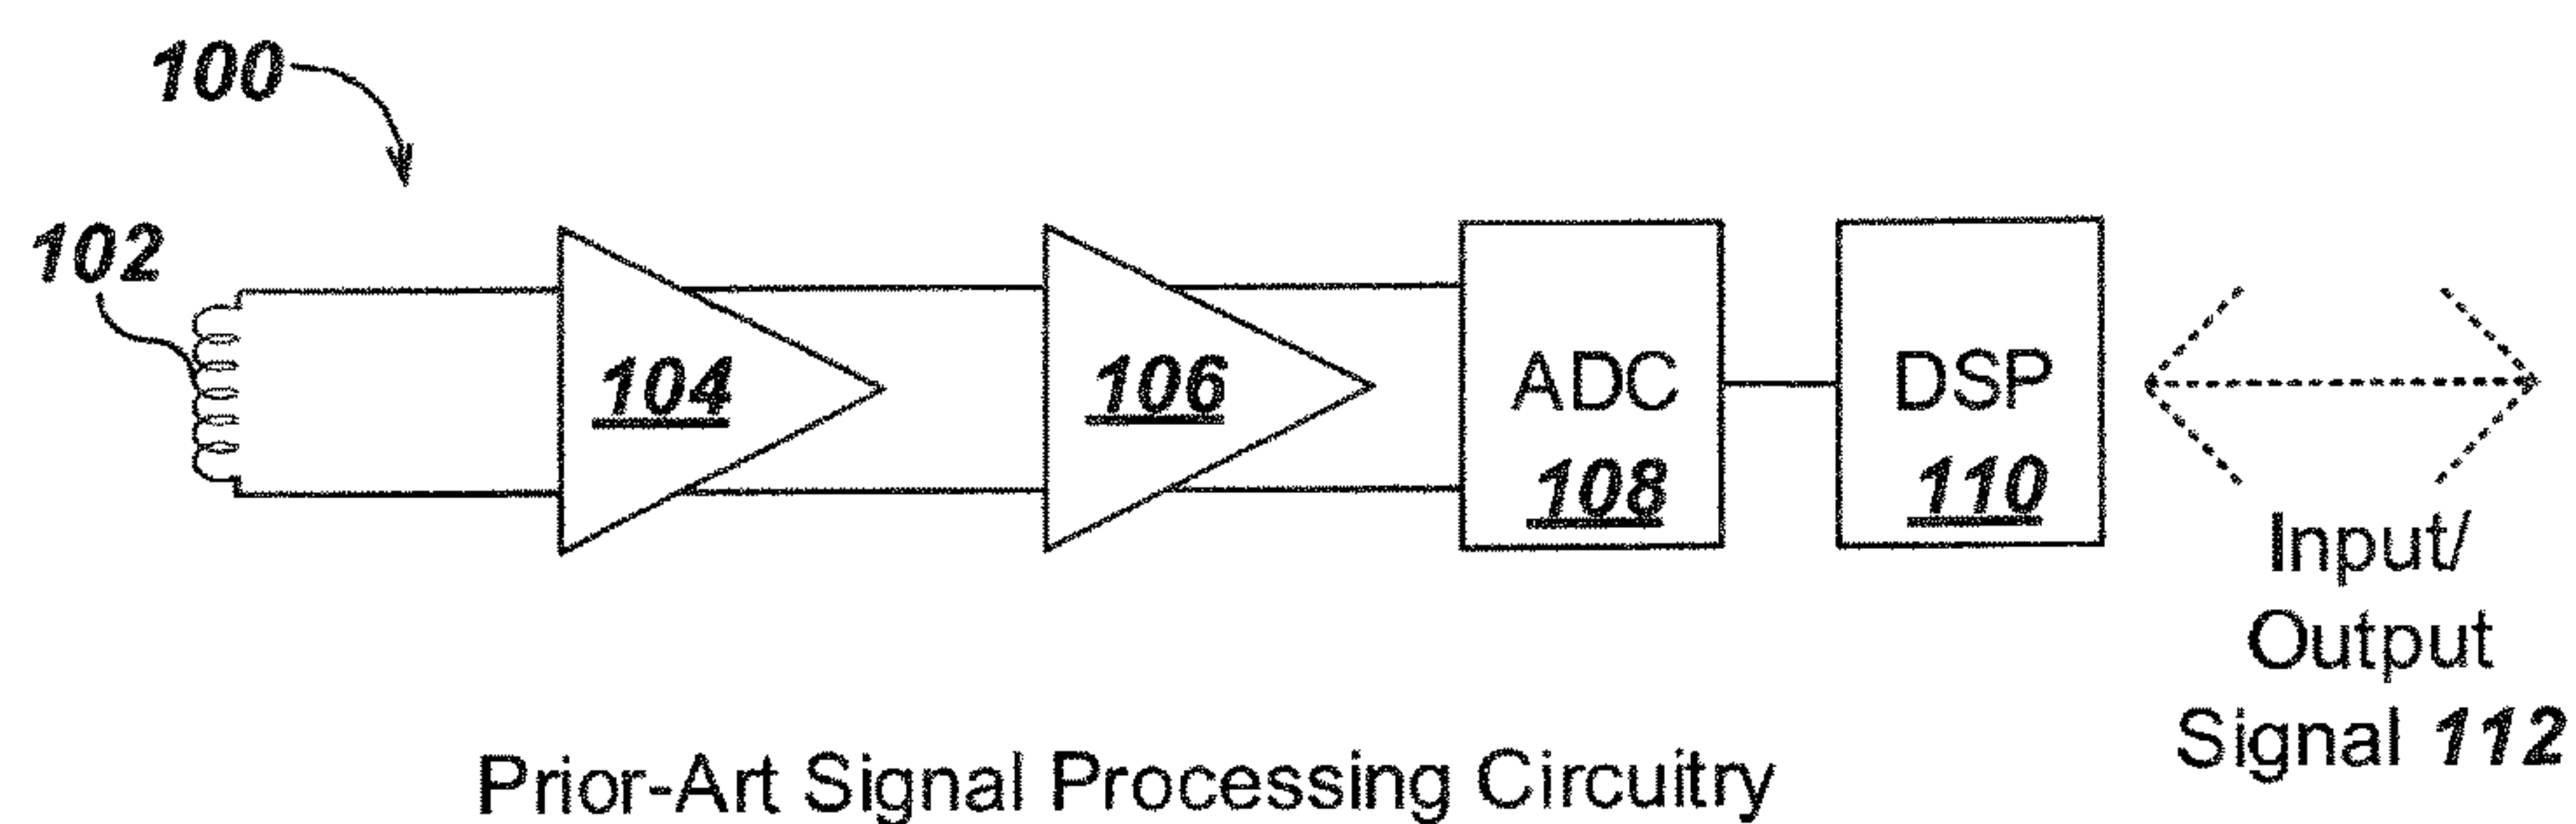 100
102
104
106
ADC
108
DSP
110
Input/
Output
Signal 112
Prior-Art Signal Processing Circuitry